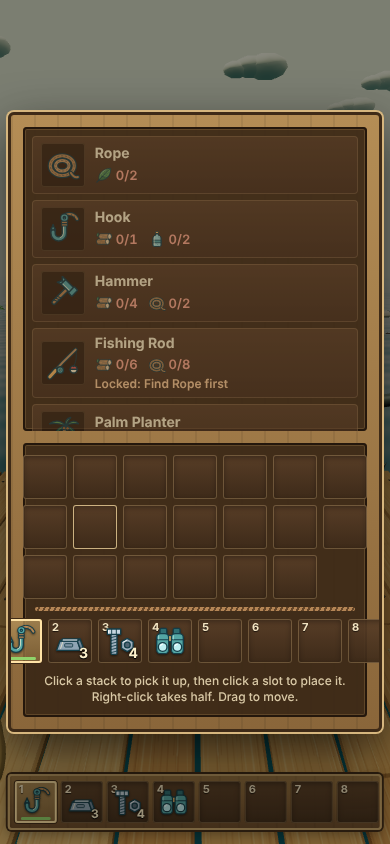 Rope
0/2
Hook
0/1 0/2
Hammer
0/4 0/2
Fishing Rod
0/6 0/8
Locked: Find Rope first
Palm Planter
2 3 4 5 6 7 8
3 4
Click a stack to pick it up, then click a slot to place it.
Right-click takes half. Drag to move.
1 2 3 4 5 6 7 8
3 4